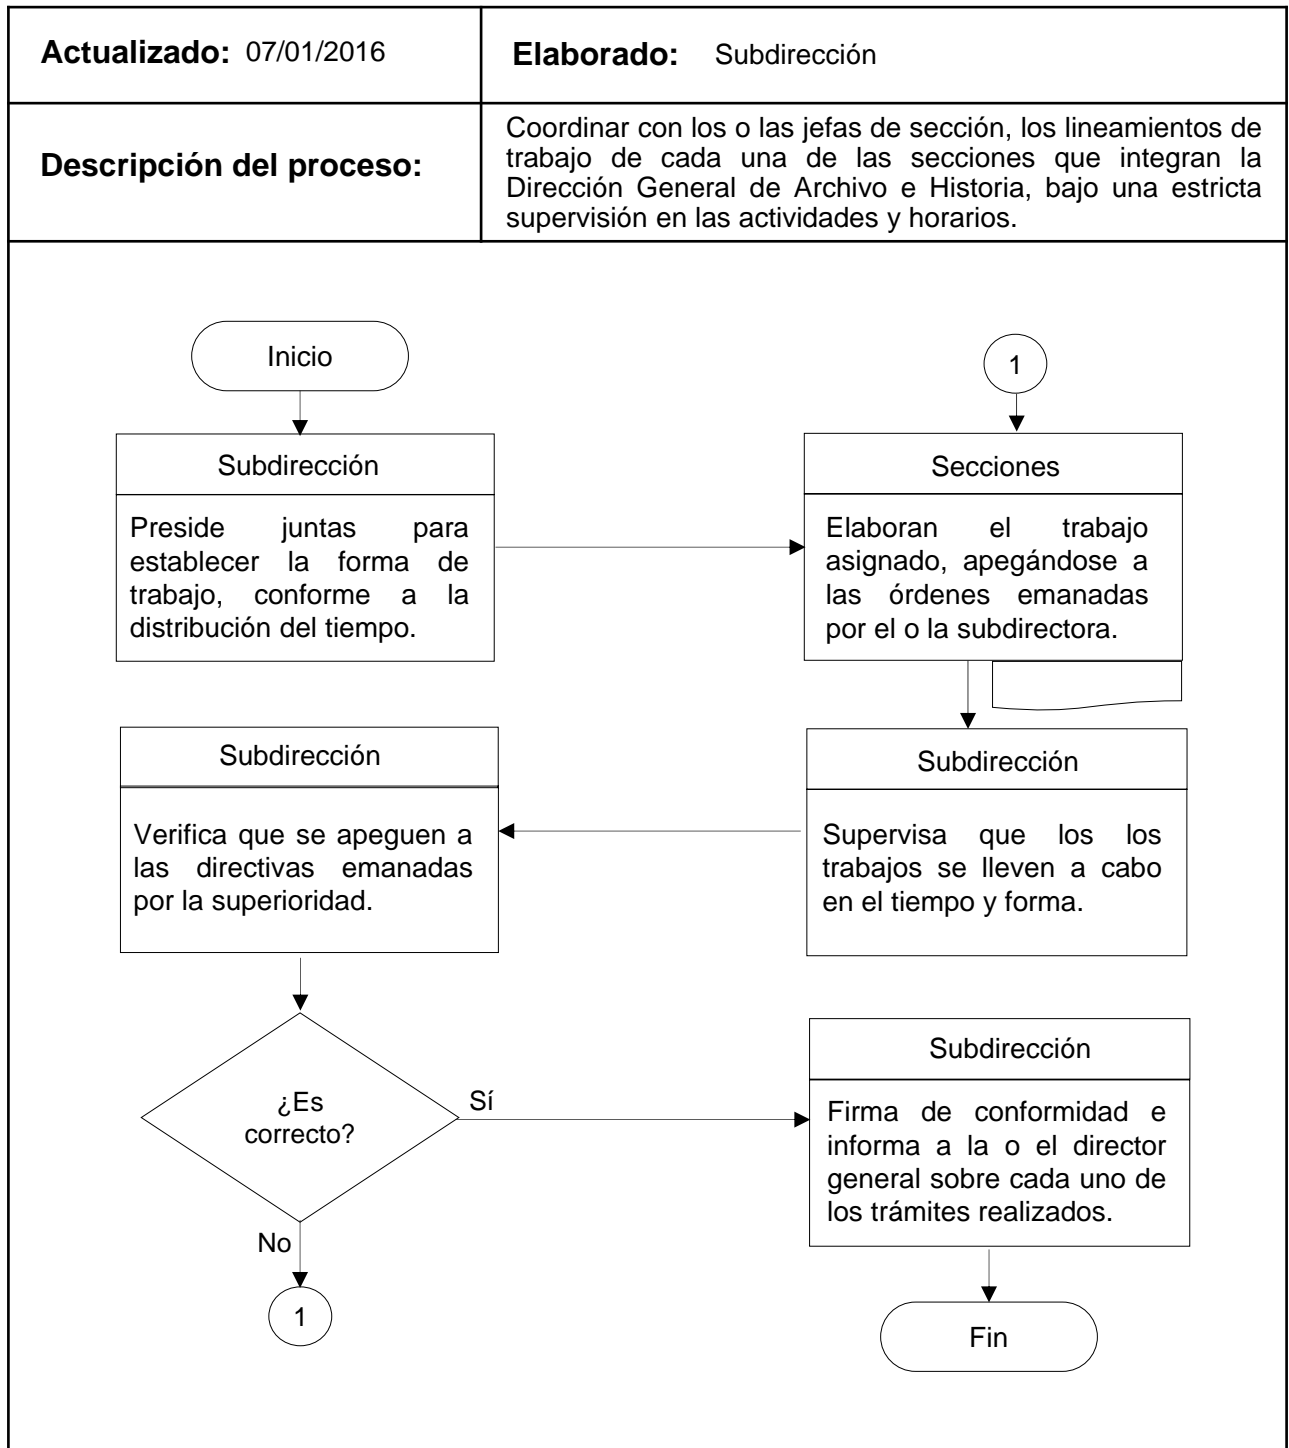 Actualizado: 07/01/2016
Elaborado: Subdirección
Descripción del proceso:
Coordinar con los o las jefas de sección, los lineamientos de
trabajo de cada una de las secciones que integran la
Dirección General de Archivo e Historia, bajo una estricta
supervisión en las actividades y horarios.
Inicio
Subdirección
Preside juntas para
establecer la forma de
trabajo, conforme a la
distribución del tiempo.
1
Secciones
Elaboran el trabajo
asignado, apegándose a
las órdenes emanadas
por el o la subdirectora.
Subdirección
Supervisa que los los
trabajos se lleven a cabo
en el tiempo y forma.
Subdirección
Verifica que se apeguen a
las directivas emanadas
por la superioridad.
¿Es
correcto?
Sí
No
1
Subdirección
Firma de conformidad e
informa a la o el director
general sobre cada uno de
los trámites realizados.
Fin